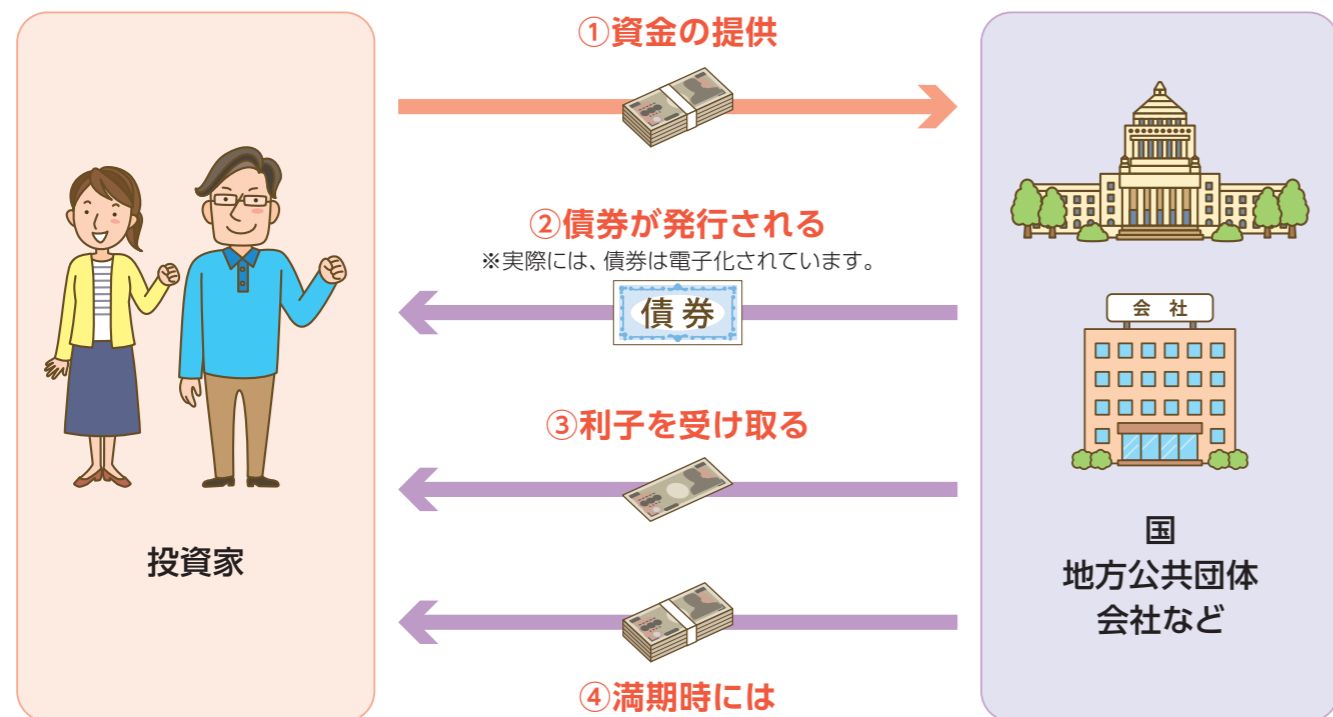 ①資金の提供
②債券が発行される
※実際には、債券は電子化されています。
債券
会社
③利子を受け取る
投資家
国
地方公共団体
会社など
④満期時には